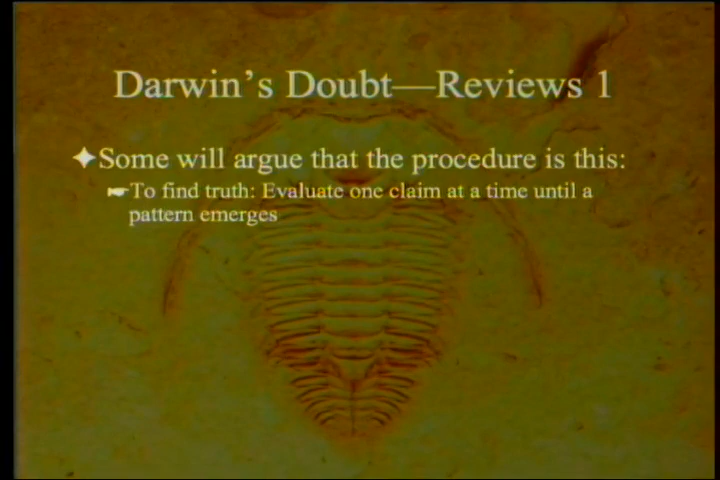 Darwin's Doubt—Reviews 1
Some will argue that the procedure is this:
To find truth: Evaluate one claim at a time until a
pattern emerges